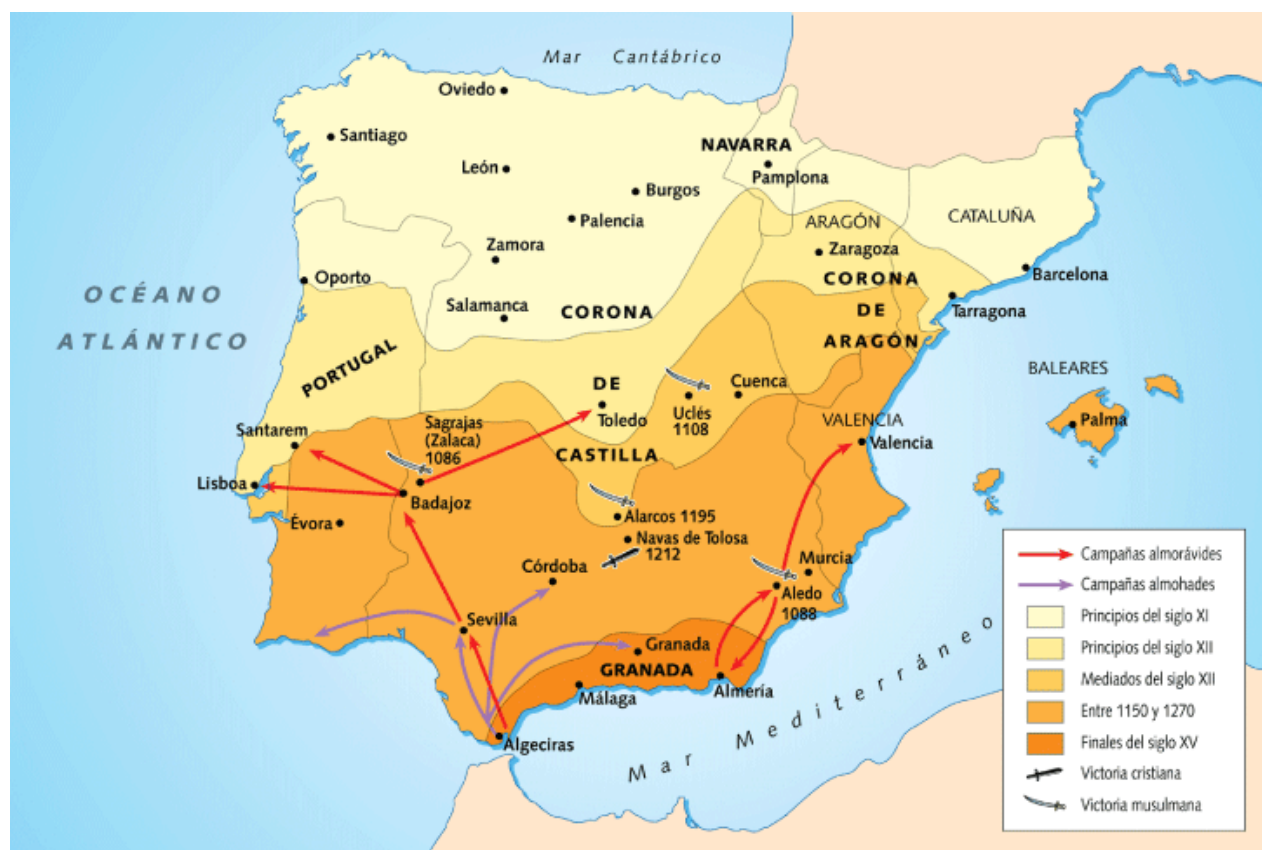 Mar Cantábrico
Oviedo
Santiago
NAVARRA
León
Pamplona
Burgos
Palencia
ARAGÓN
CATALUÑA
Zamora
Zaragoza
Oporto
CORONA
Barcelona
OCÉANO
ATLÁNTICO
Salamanca
CORONA
DE
ARAGÓN
Tarragona
PORTUGAL
BALEARES
DE
Cuenca
Toledo
Uclés
1108
Palma
Sagrajas
(Zalaca)
1086
VALENCIA
Valencia
Santarem
CASTILLA
Lisboa
Badajoz
Évora
Alarcos 1195
Navas de Tolosa
1212
Murcia
Córdoba
Aledo
1088
Sevilla
Granada
GRANADA
Málaga
Almería
Algeciras
Mar Mediterráneo
Campañas almorávides
Campañas almohades
Principios del siglo XI
Principios del siglo XII
Mediados del siglo XII
Entre 1150 y 1270
Finales del siglo XV
Victoria cristiana
Victoria musulmana